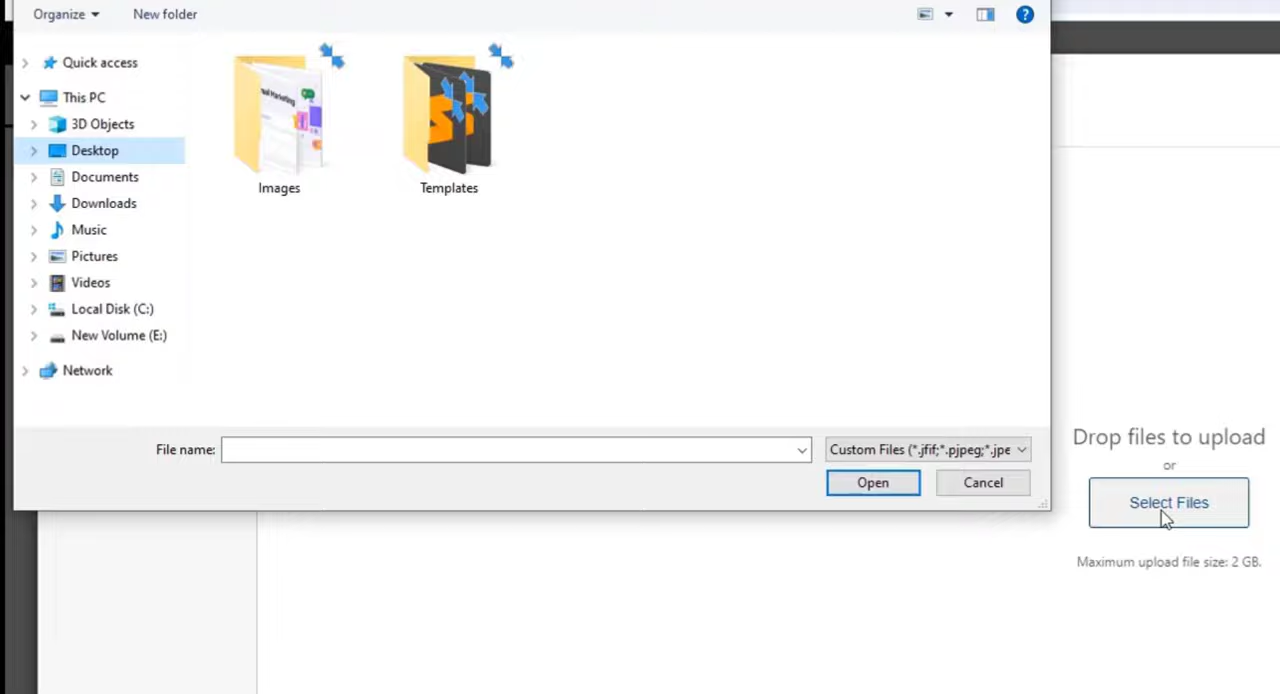 Organize
New folder
Quick access
This PC
3D Objects
Desktop
Documents
Downloads
Music
Pictures
Videos
Local Disk (C:)
New Volume (E:)
Network
Images
Templates
File name:
Custom Files (*.jfif;*.pjpeg;*.jpe
Open
Cancel
Drop files to upload
or
Select Files
Maximum upload file size: 2 GB.